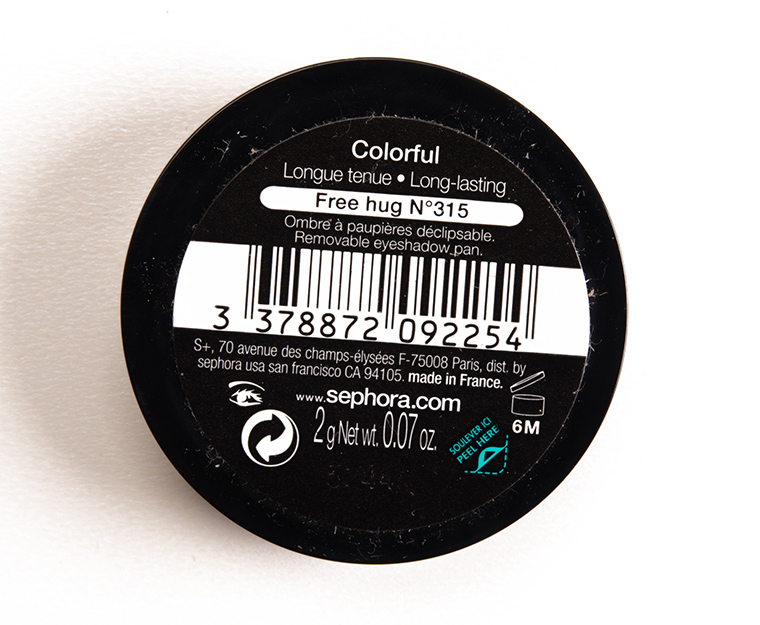 Colorful
Longue tenue • Long-lasting
Free hug N°315
Ombre à paupières déclipsable.
Removable eyeshadow pan.
3 378872 092254
S+, 70 avenue des champs-élysées F-75008 Paris, dist. by
sephora usa san francisco CA 94105. made in France.
www.sephora.com
2 g Net wt. 0.07 oz.
6M
SOULEVER ICI
PEEL HERE